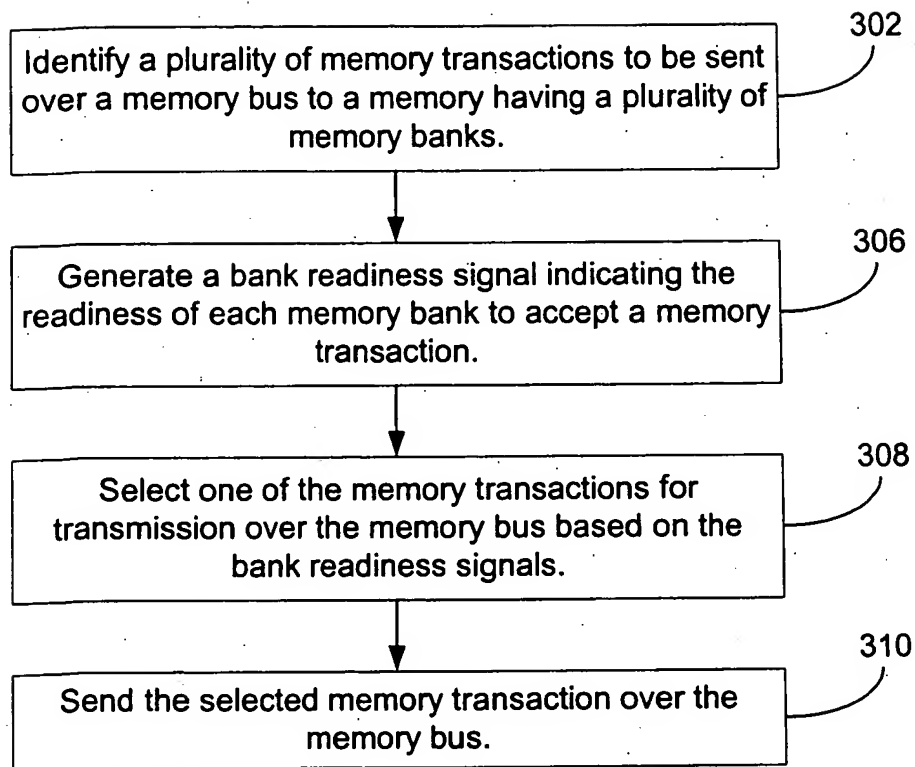 302
Identify a plurality of memory transactions to be sent
over a memory bus to a memory having a plurality of
memory banks.
306
Generate a bank readiness signal indicating the
readiness of each memory bank to accept a memory
transaction.
308
Select one of the memory transactions for
transmission over the memory bus based on the
bank readiness signals.
310
Send the selected memory transaction over the
memory bus.